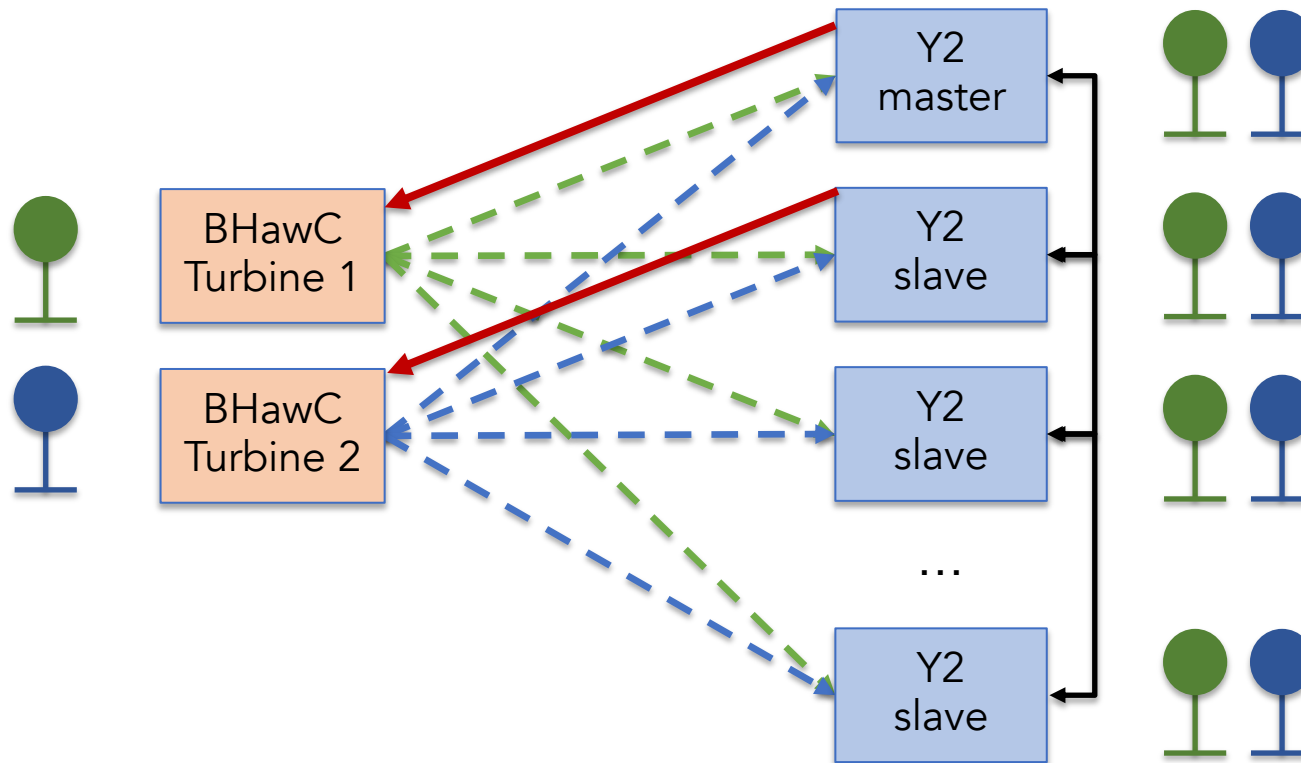 Y2
master
BHawC
Turbine 1
Y2
slave
BHawC
Turbine 2
Y2
slave
...
Y2
slave